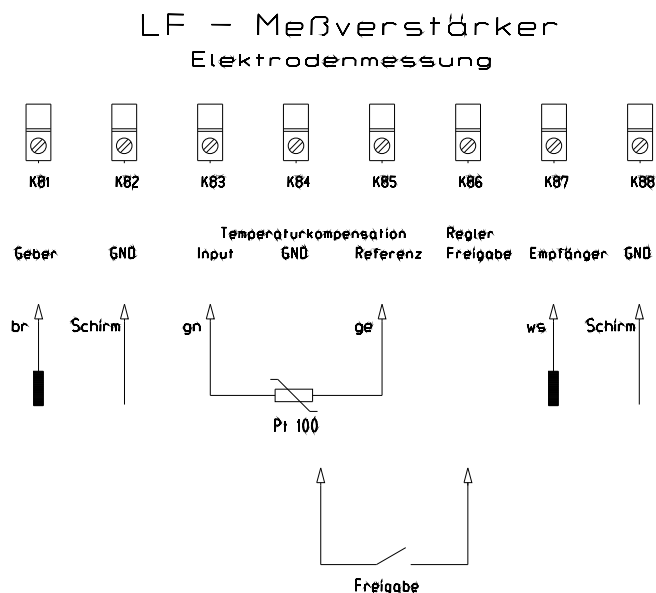 LF - Meßverstärker
Elektrodenmessung
K01 K02 K03 K04 K05 K06 K07 K08
Temperaturkompensation Regler
Geber GND Input GND Referenz Freigabe Empfänger GND
br Schirm gn ge ws Schirm
Pt 100
Freigabe